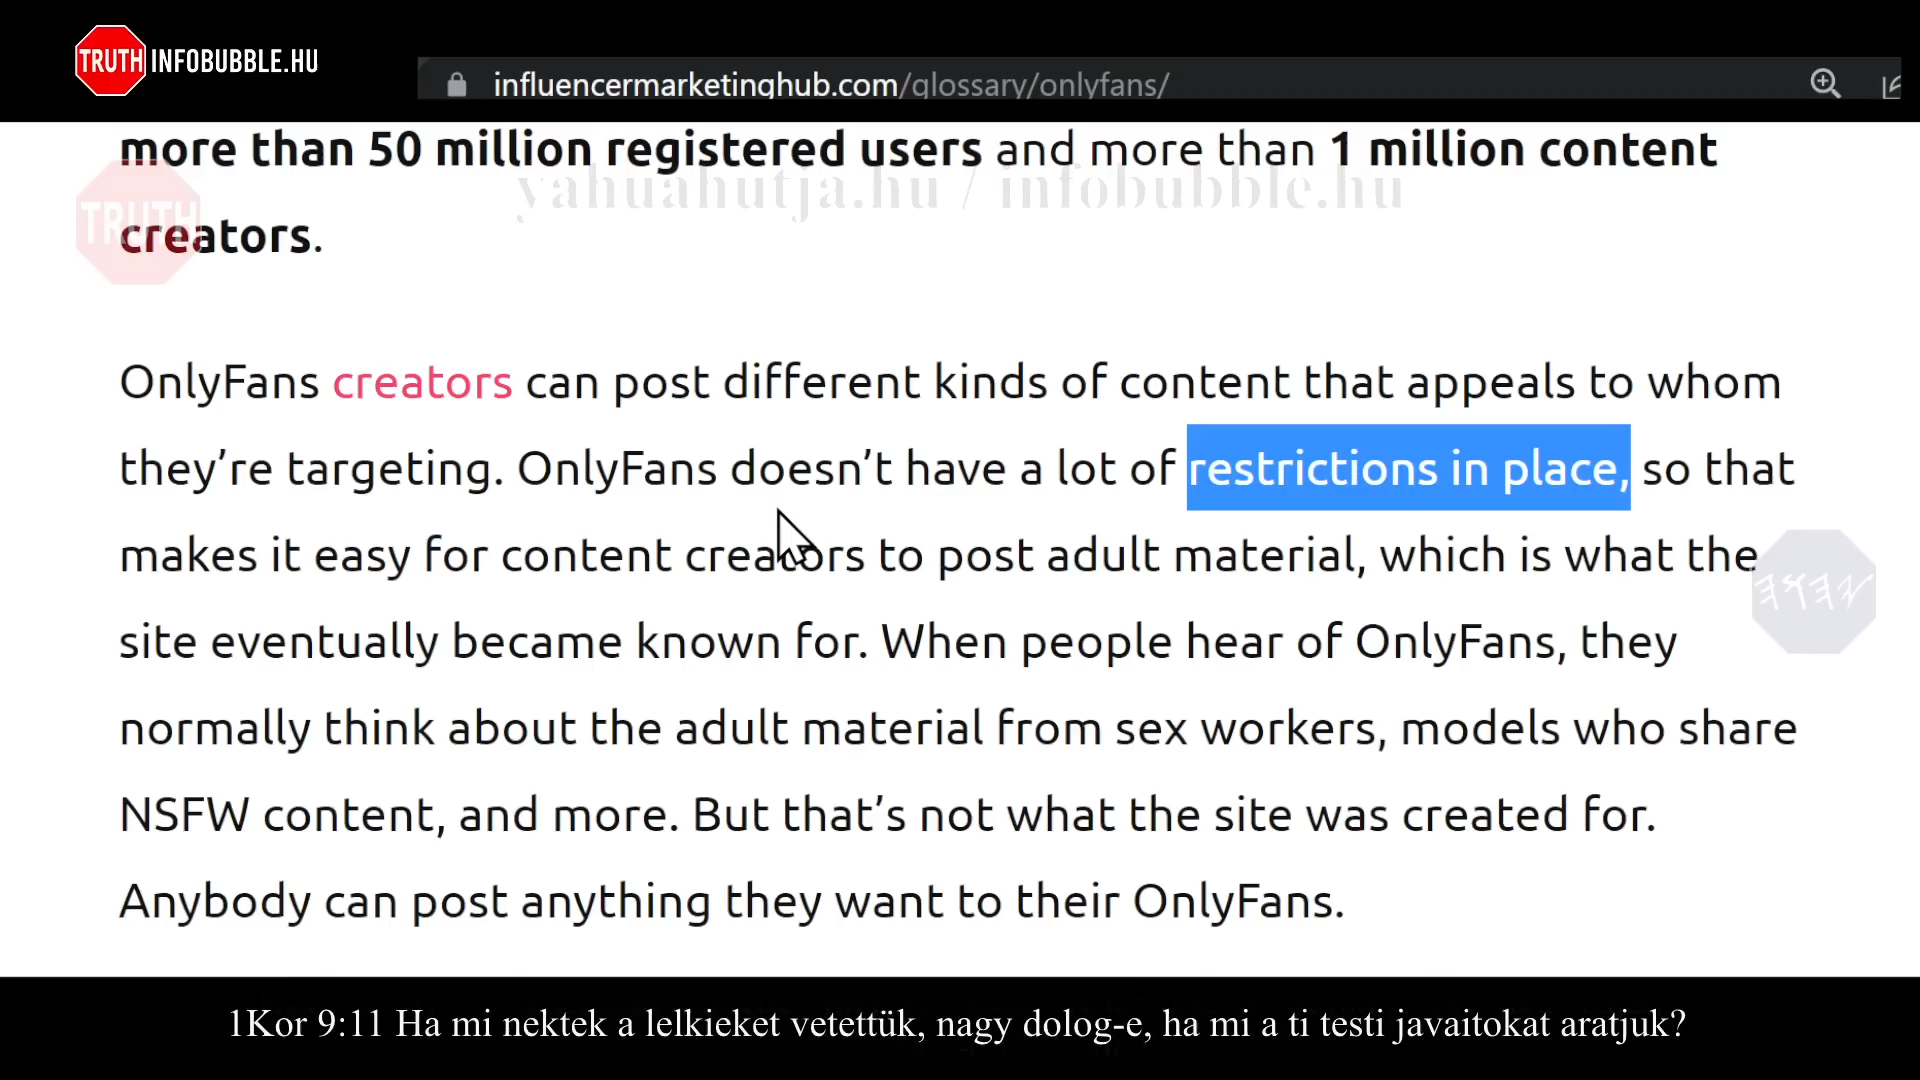 TRUTH INFOBUBBLE.HU
influencermarketinghub.com/glossary/onlyfans/
more than 50 million registered users and more than 1 million content
yahuahutja.hu / infobubble.hu
TRUTH
creators.
OnlyFans creators can post different kinds of content that appeals to whom
they’re targeting. OnlyFans doesn’t have a lot of restrictions in place, so that
makes it easy for content creators to post adult material, which is what the
site eventually became known for. When people hear of OnlyFans, they
normally think about the adult material from sex workers, models who share
NSFW content, and more. But that’s not what the site was created for.
Anybody can post anything they want to their OnlyFans.
1Kor 9:11 Ha mi nektek a lelkieket vetettük, nagy dolog-e, ha mi a ti testi javaitokat aratjuk?